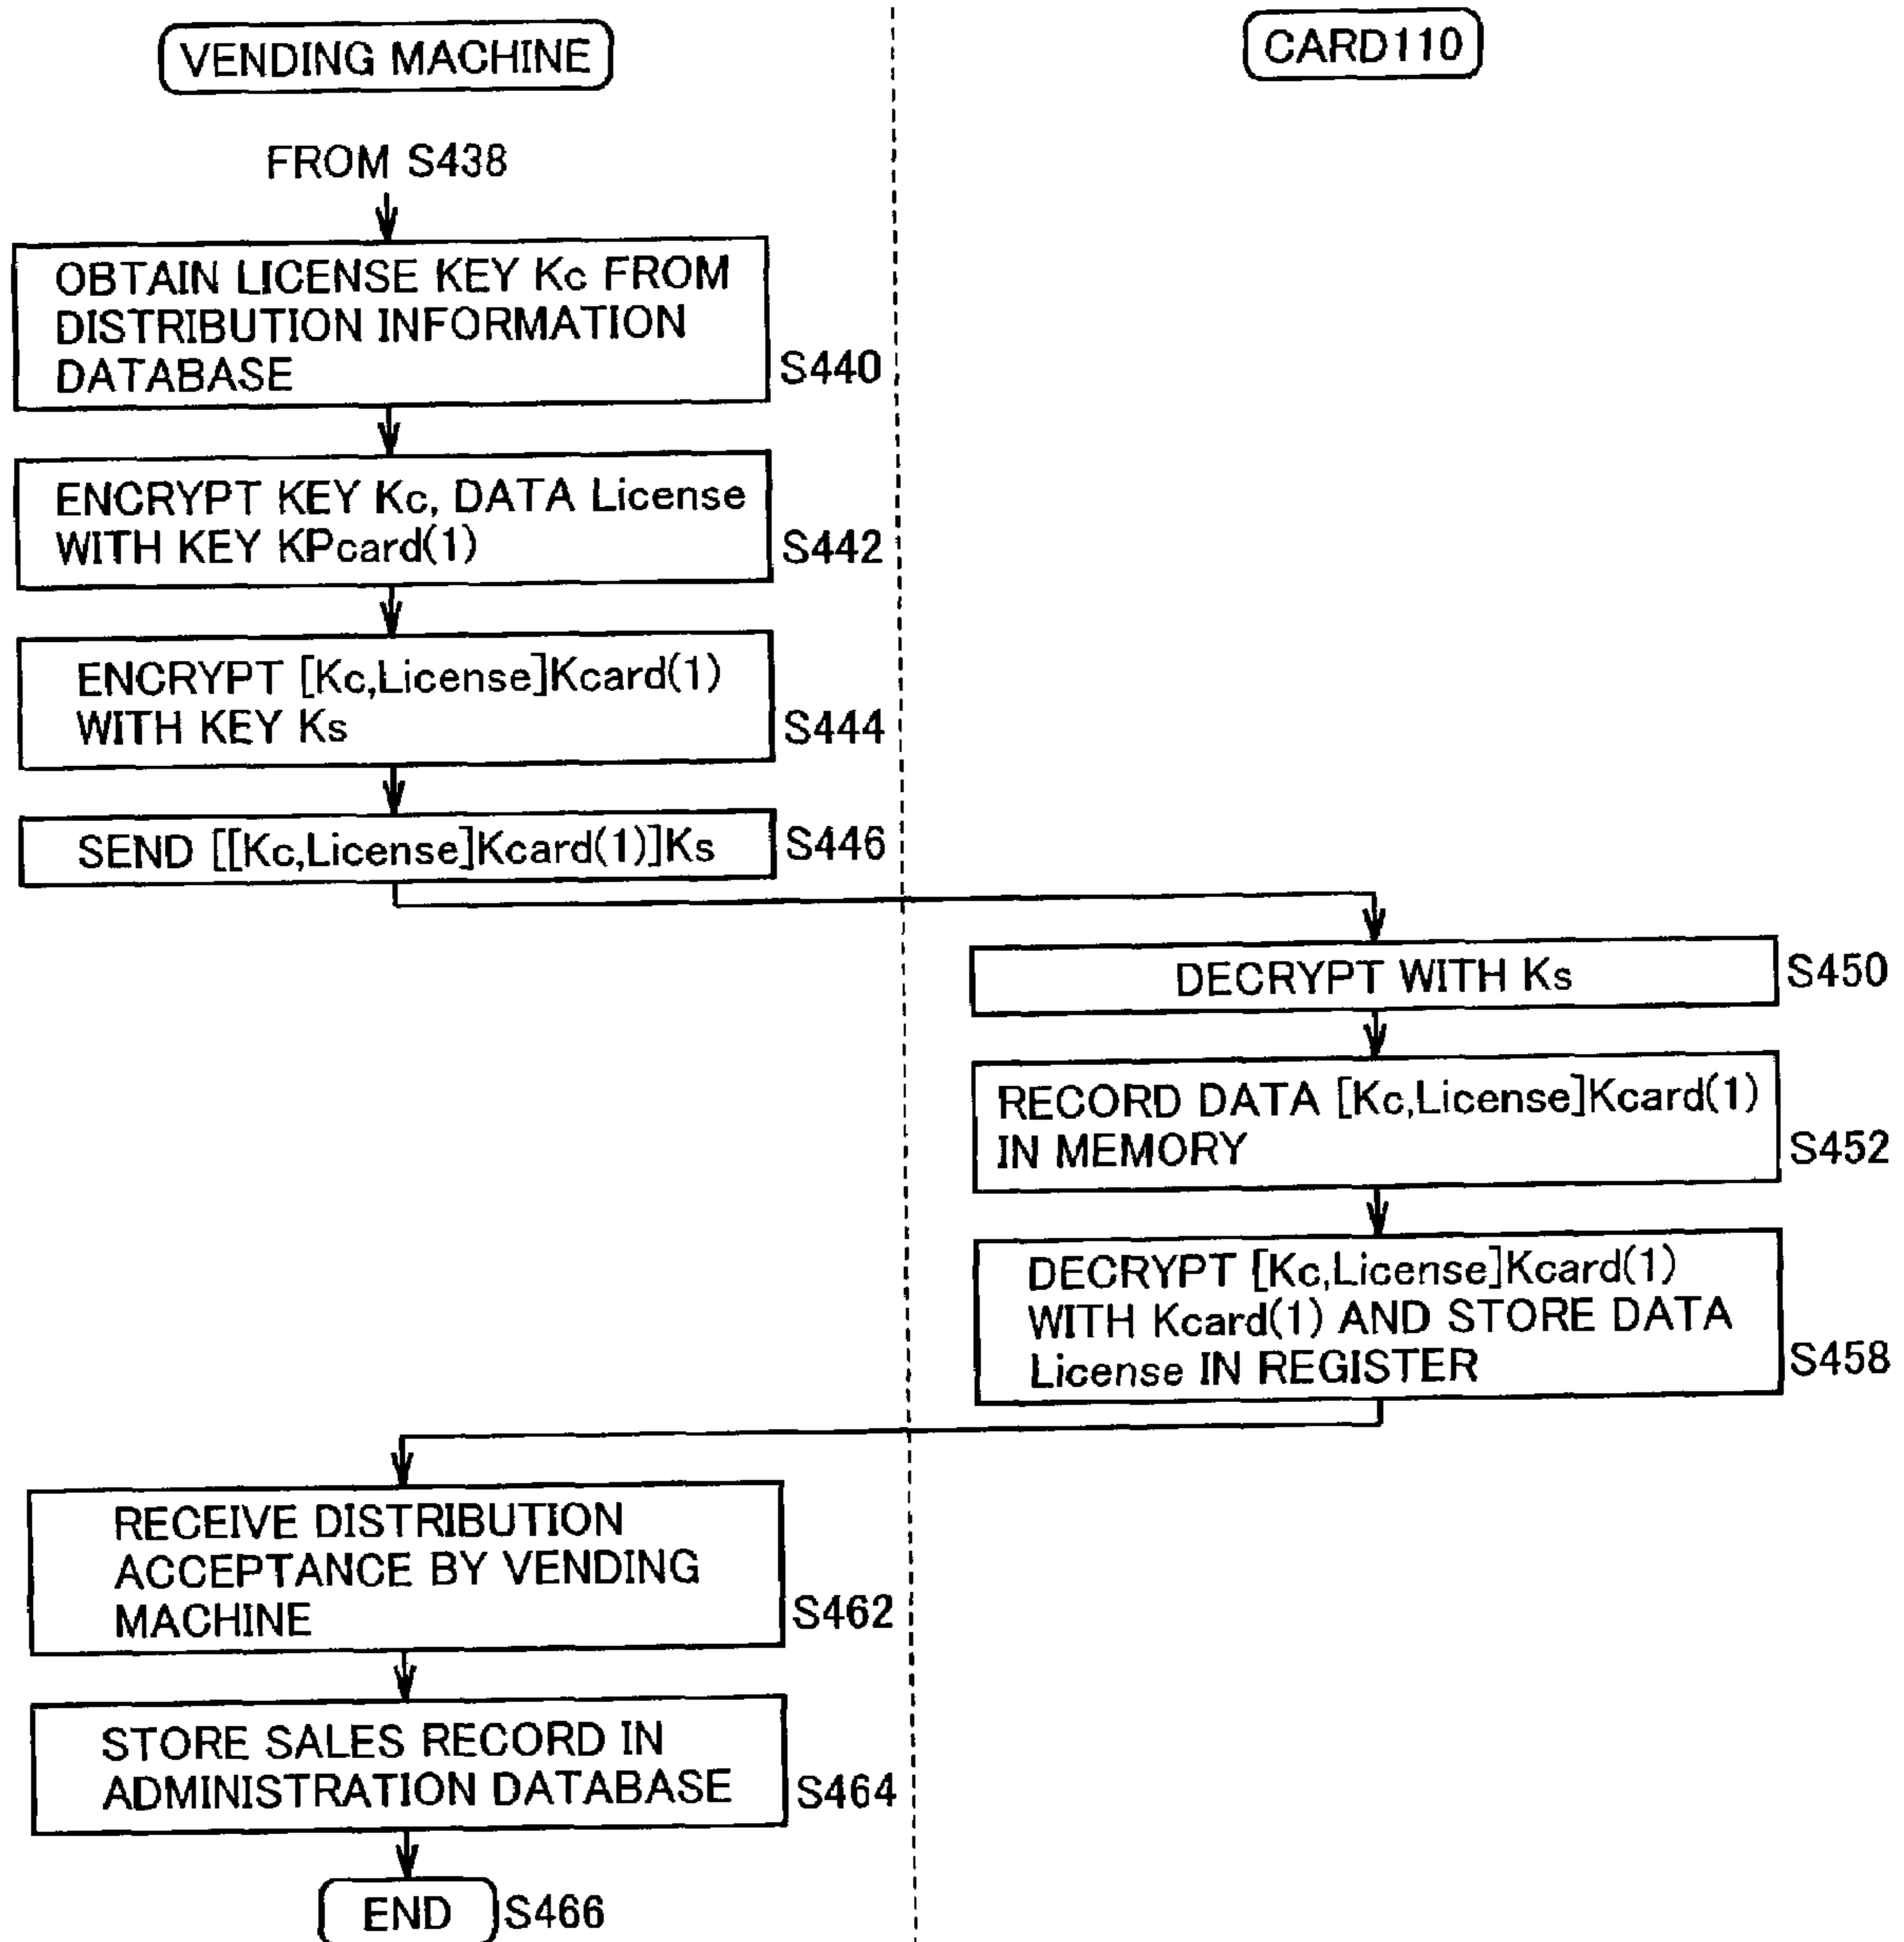 VENDING MACHINE
CARD110
FROM S438
OBTAIN LICENSE KEY Kc FROM
DISTRIBUTION INFORMATION
DATABASE
S440
ENCRYPT KEY Kc, DATA License
WITH KEY KPcard(1)
S442
ENCRYPT [Kc,License]Kcard(1)
WITH KEY Ks
S444
SEND [[Kc,License]Kcard(1)]Ks
S446
DECRYPT WITH Ks
S450
RECORD DATA [Kc,License]Kcard(1)
IN MEMORY
S452
DECRYPT [Kc,License]Kcard(1)
WITH Kcard(1) AND STORE DATA
License IN REGISTER
S458
RECEIVE DISTRIBUTION
ACCEPTANCE BY VENDING
MACHINE
S462
STORE SALES RECORD IN
ADMINISTRATION DATABASE
S464
END
S466